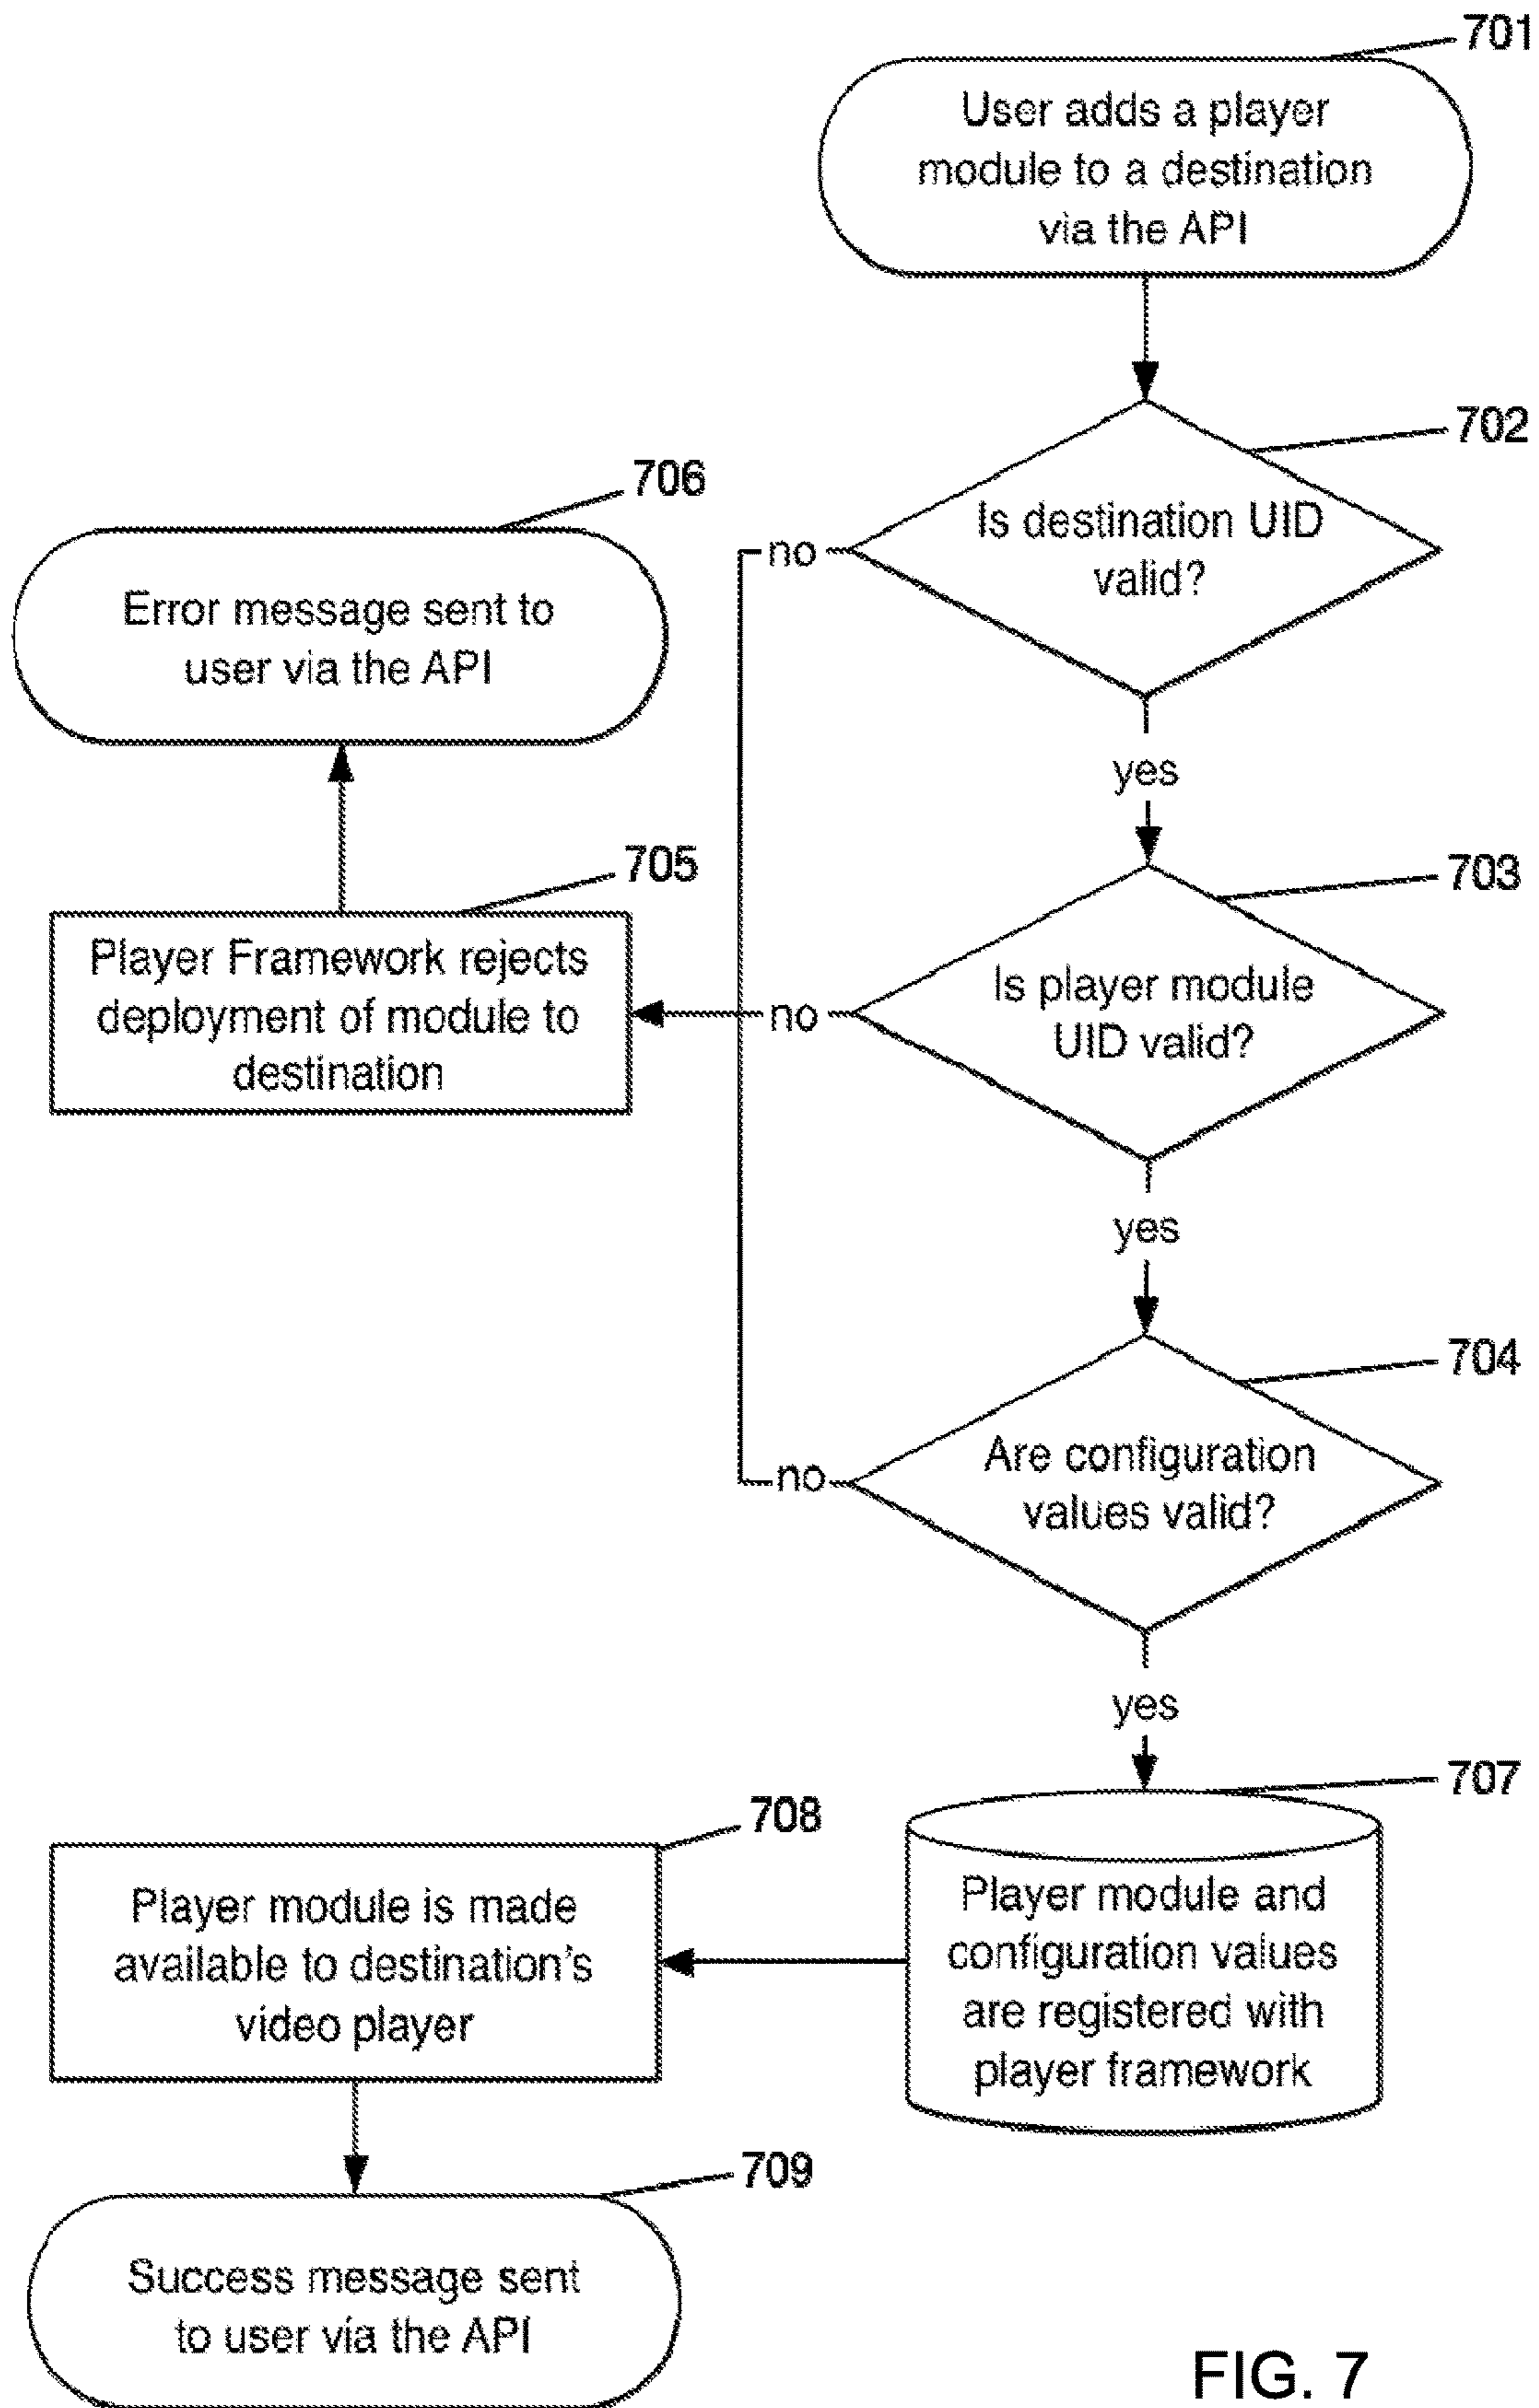 701
User adds a player
module to a destination
via the API
702
Is destination UID
valid?
no
yes
706
Error message sent to
user via the API
703
Is player module
UID valid?
no
yes
705
Player Framework rejects
deployment of module to
destination
704
Are configuration
values valid?
no
yes
707
Player module and
configuration values
are registered with
player framework
708
Player module is made
available to destination's
video player
709
Success message sent
to user via the API
FIG. 7